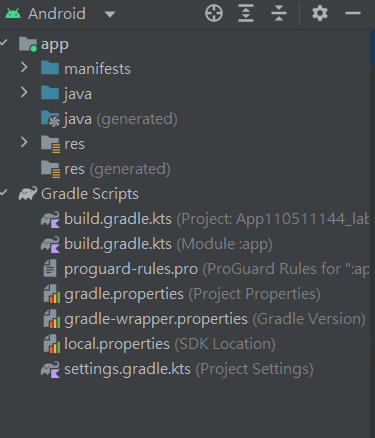 Android
app
manifests
java
java (generated)
res
res (generated)
Gradle Scripts
build.gradle.kts (Project: App110511144_lab
build.gradle.kts (Module :app)
proguard-rules.pro (ProGuard Rules for ":ap
gradle.properties (Project Properties)
gradle-wrapper.properties (Gradle Version)
local.properties (SDK Location)
settings.gradle.kts (Project Settings)